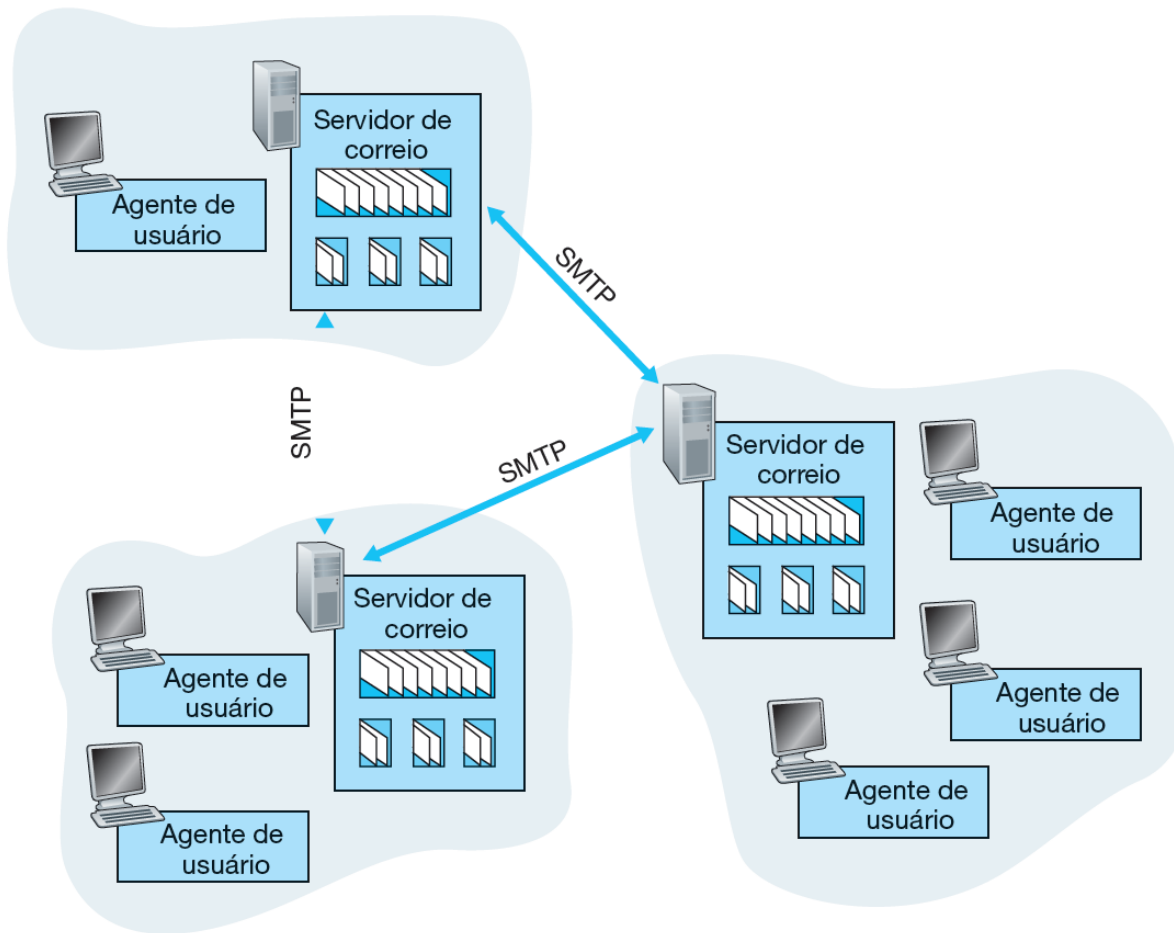 Servidor de
correio
Agente de
usuário
SMTP
SMTP
SMTP
Servidor de
correio
Agente de
usuário
Agente de
usuário
Agente de
usuário
Servidor de
correio
Agente de
usuário
Agente de
usuário